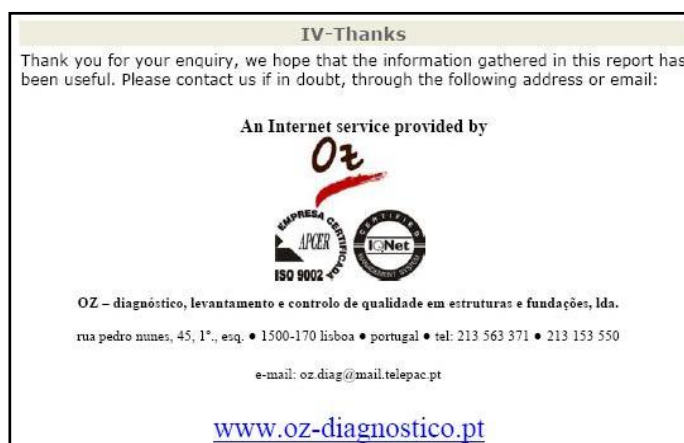 IV-Thanks
Thank you for your enquiry, we hope that the information gathered in this report has
been useful. Please contact us if in doubt, through the following address or email:
An Internet service provided by
Oz
EMPRESA CERTIFICADA
APCER
ISO 9002
CERTIFIED
IQNet
MANAGEMENT SYSTEM
OZ – diagnóstico, levantamento e controlo de qualidade em estruturas e fundações, lda.
rua pedro nunes, 45, 1º., esq. ● 1500-170 lisboa ● portugal ● tel: 213 563 371 ● 213 153 550
e-mail: oz.diag@mail.telepac.pt
www.oz-diagnostico.pt